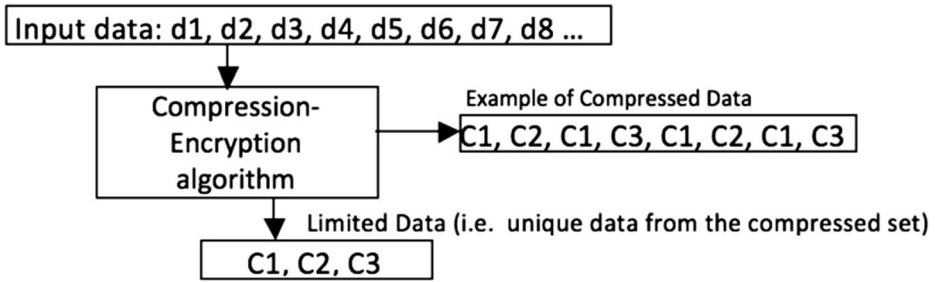 Input data: d1, d2, d3, d4, d5, d6, d7, d8 ...
Compression-
Encryption
algorithm
Example of Compressed Data
C1, C2, C1, C3, C1, C2, C1, C3
Limited Data (i.e. unique data from the compressed set)
C1, C2, C3